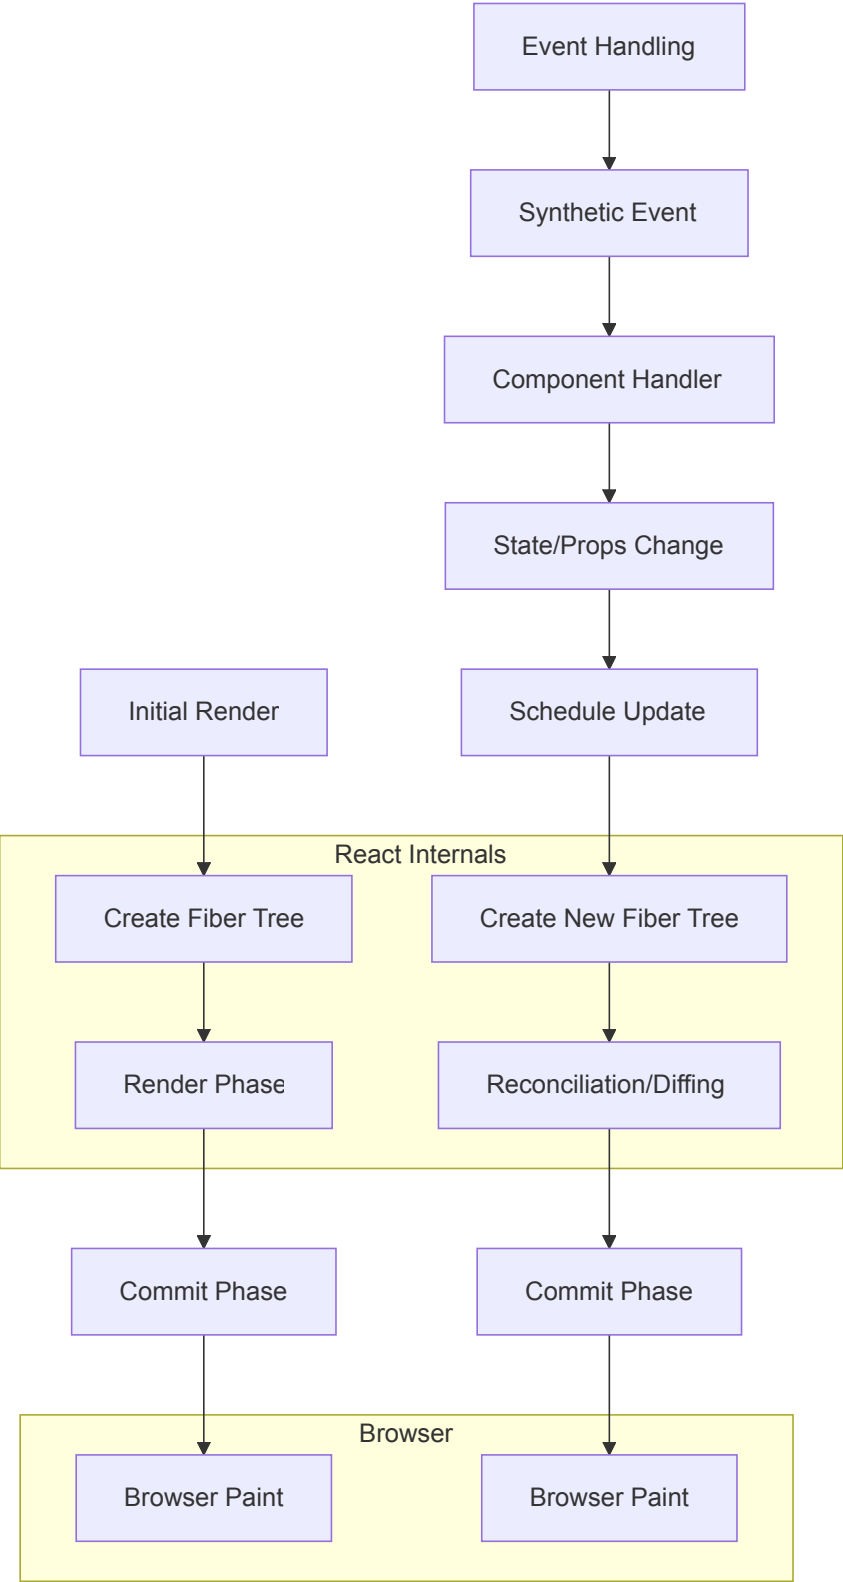 Event Handling
Synthetic Event
Component Handler
State/Props Change
Initial Render
Schedule Update
React Internals
Create Fiber Tree
Create New Fiber Tree
Render Phase
Reconciliation/Diffing
Commit Phase
Commit Phase
Browser
Browser Paint
Browser Paint